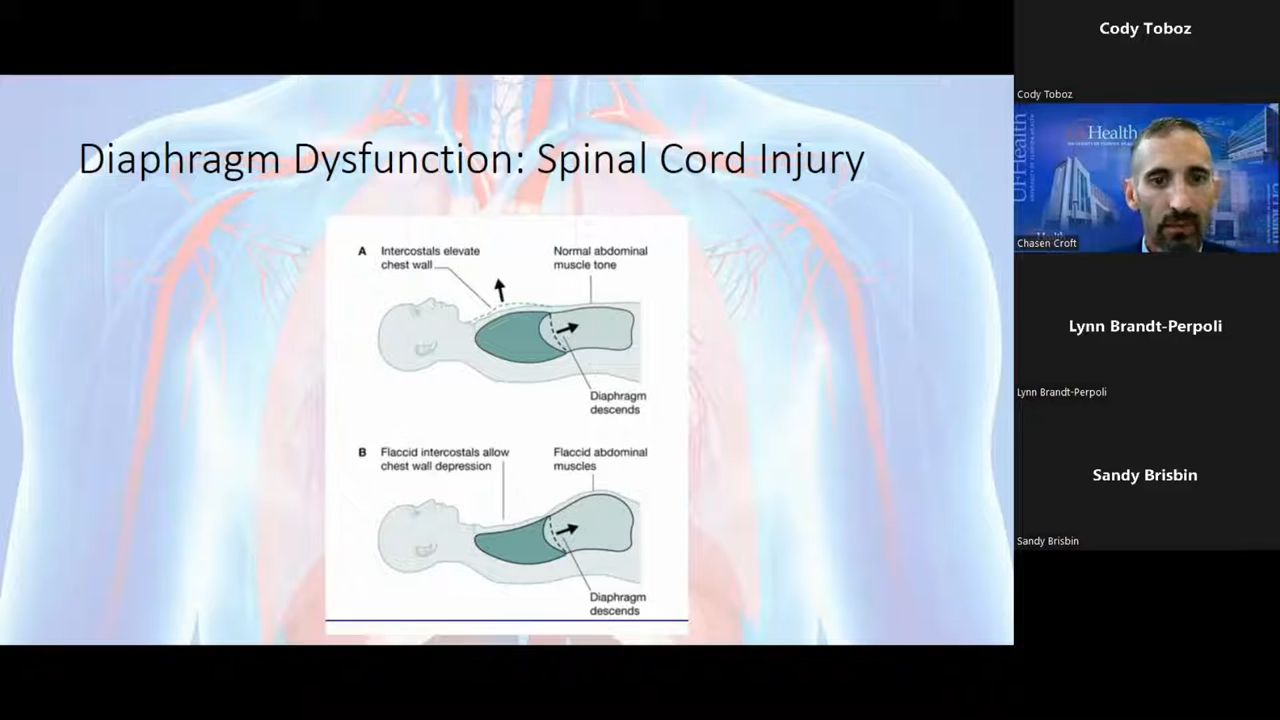 Diaphragm Dysfunction: Spinal Cord Injury
A
Intercostals elevate
chest wall
Normal abdominal
muscle tone
Diaphragm
descends
B
Flaccid intercostals allow
chest wall depression
Flaccid abdominal
muscles
Diaphragm
descends
Cody Toboz
Cody Toboz
UFHealth
UFHealth
Chasen Croft
Lynn Brandt-Perpoli
Lynn Brandt-Perpoli
Sandy Brisbin
Sandy Brisbin